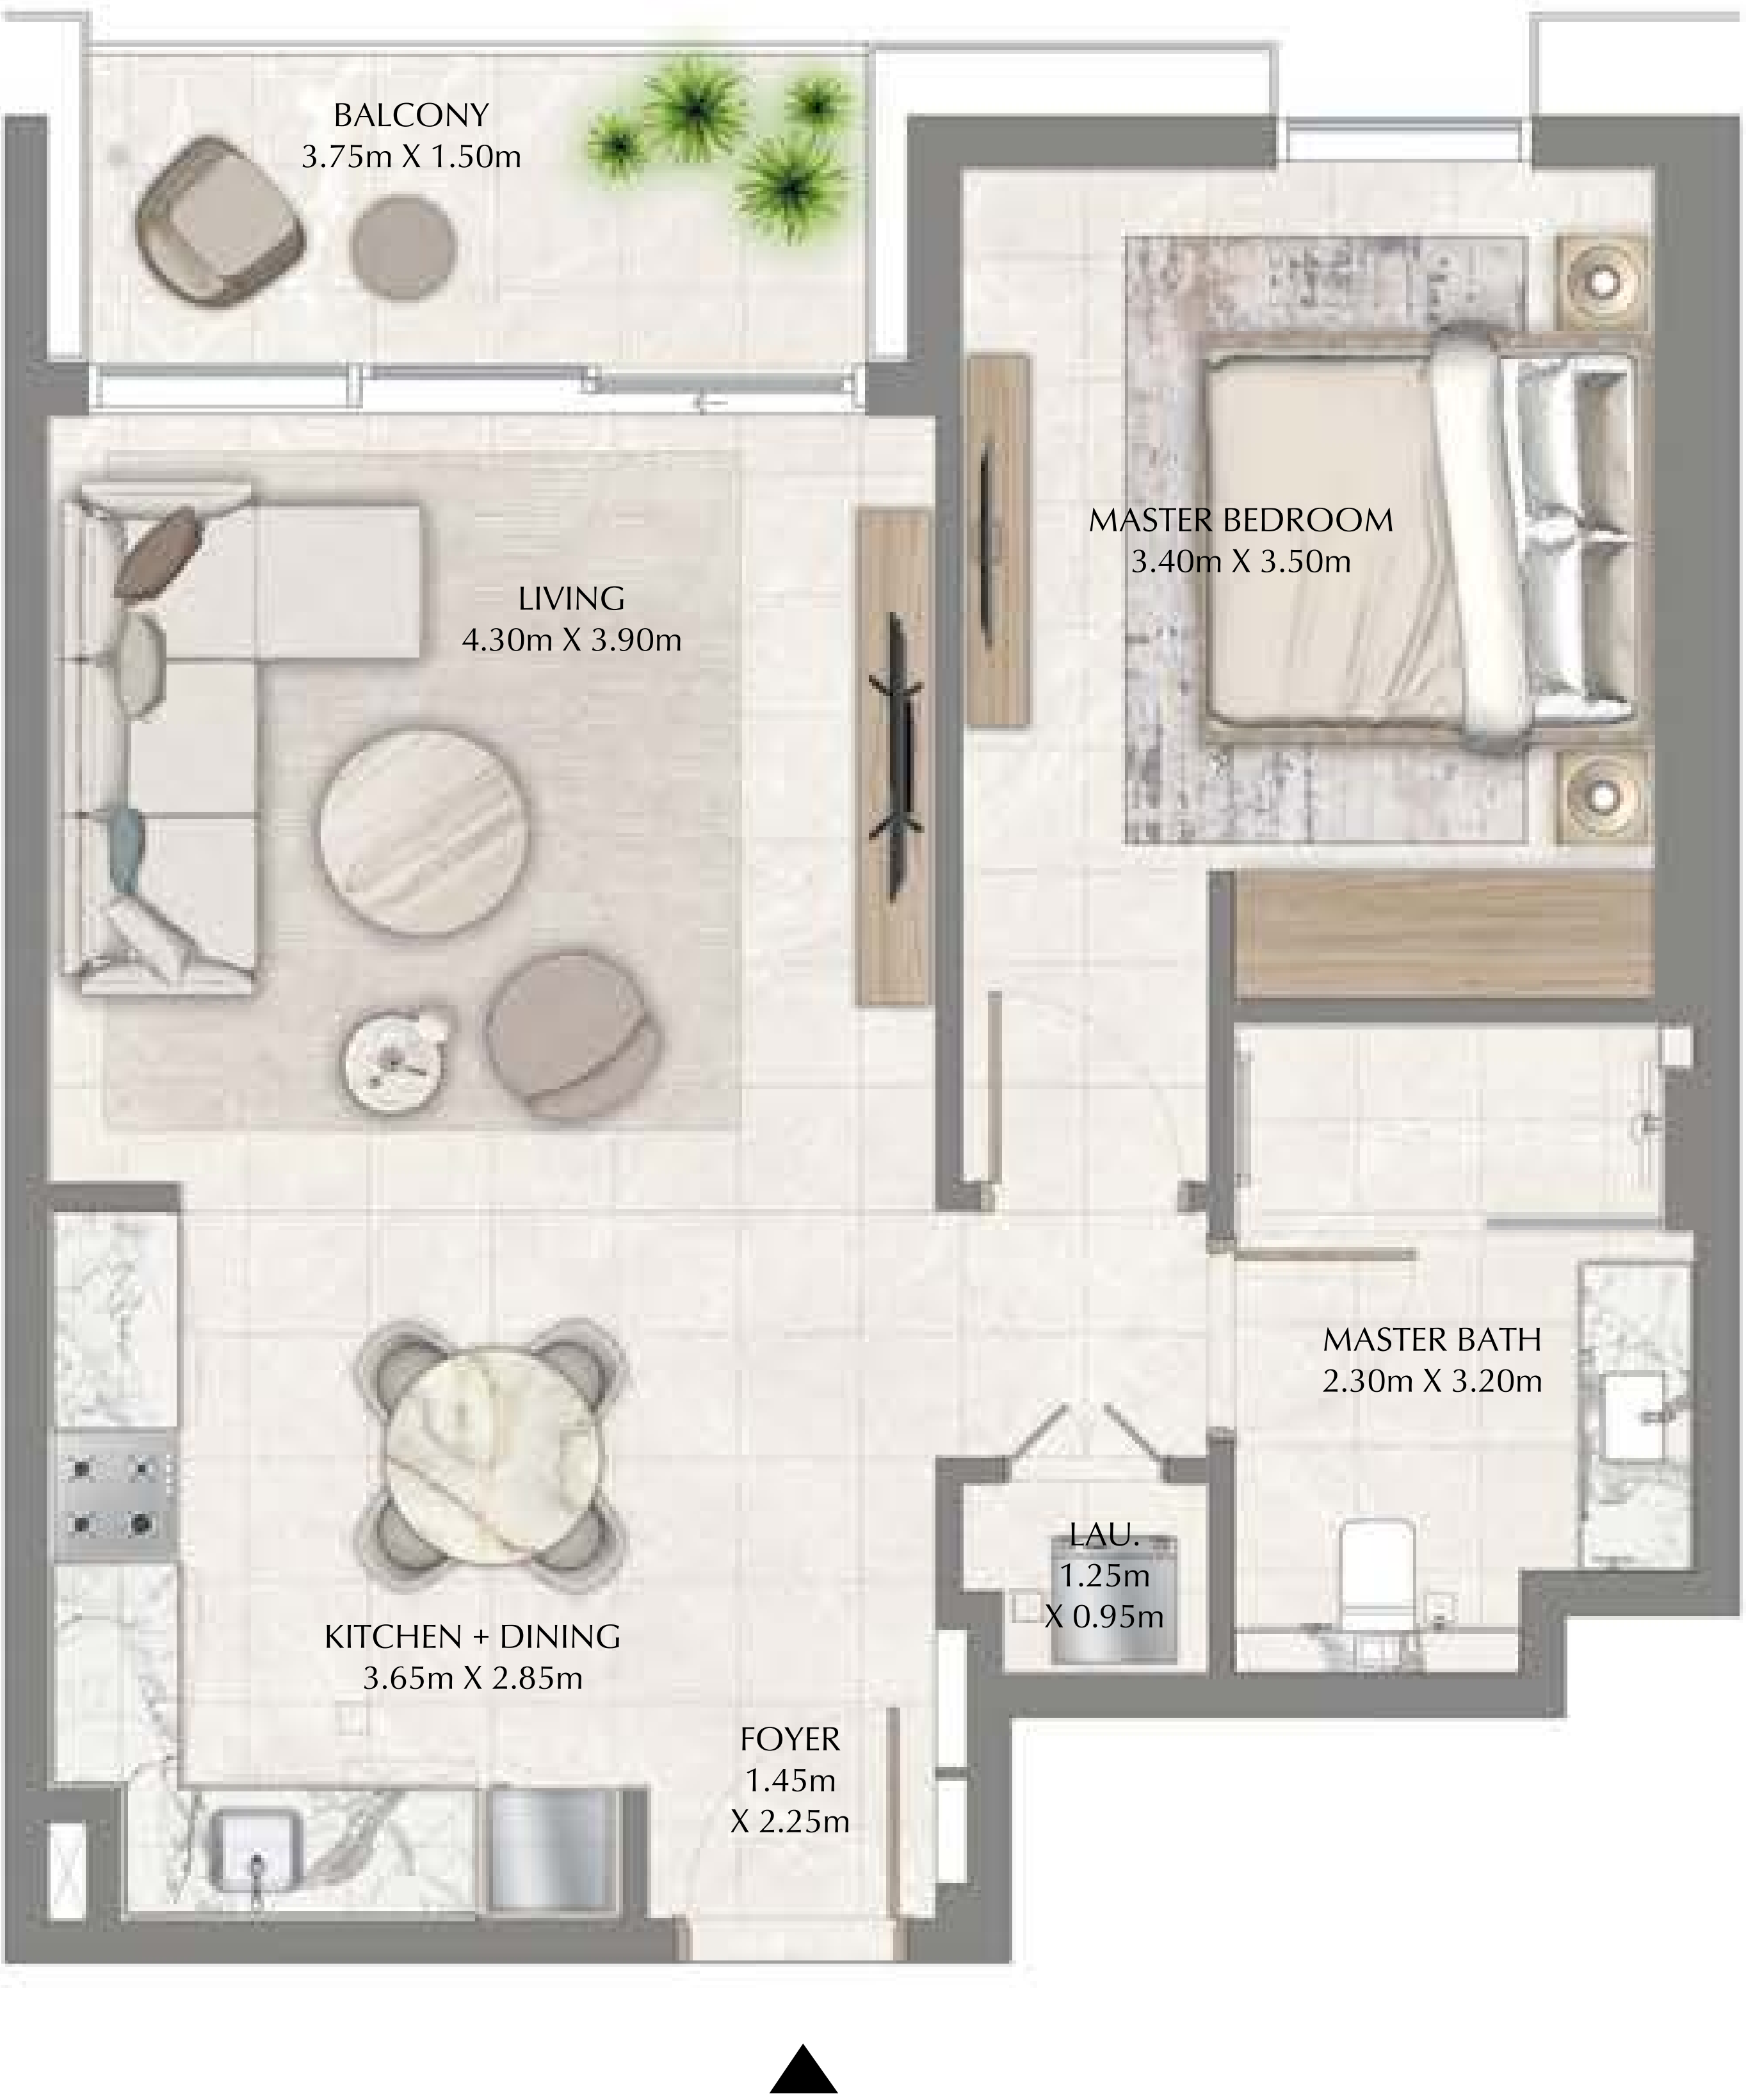 BALCONY
3.75m X 1.50m
MASTER BEDROOM
3.40m X 3.50m
LIVING
4.30m X 3.90m
MASTER BATH
2.30m X 3.20m
LAU.
1.25m
X 0.95m
KITCHEN + DINING
3.65m X 2.85m
FOYER
1.45m
X 2.25m